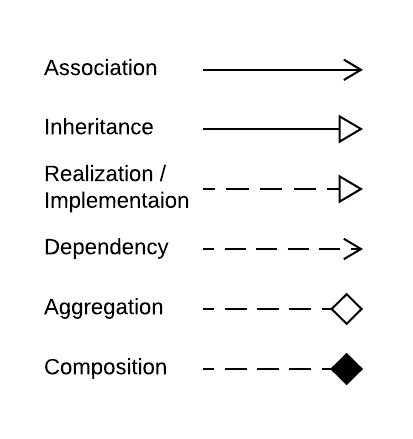 Association
Inheritance
Realization /
Implementaion
Dependency
Aggregation
Composition